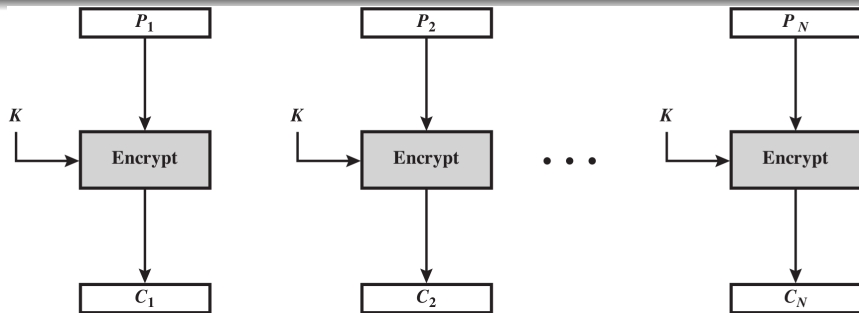 P1 P2 PN
K K K
Encrypt Encrypt • • • Encrypt
C1 C2 CN